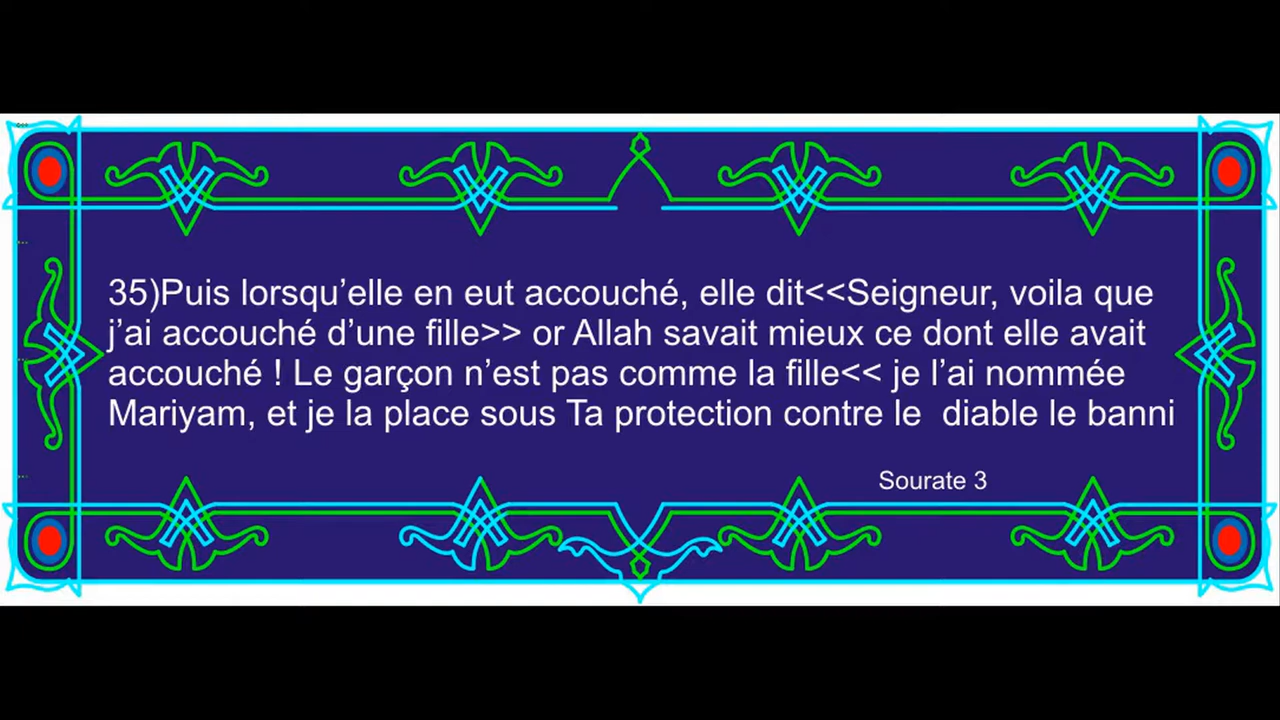 35)Puis lorsqu’elle en eut accouché, elle dit<<Seigneur, voila que
j’ai accouché d’une fille>> or Allah savait mieux ce dont elle avait
accouché ! Le garçon n’est pas comme la fille<< je l’ai nommée
Mariyam, et je la place sous Ta protection contre le  diable le banni
Sourate 3